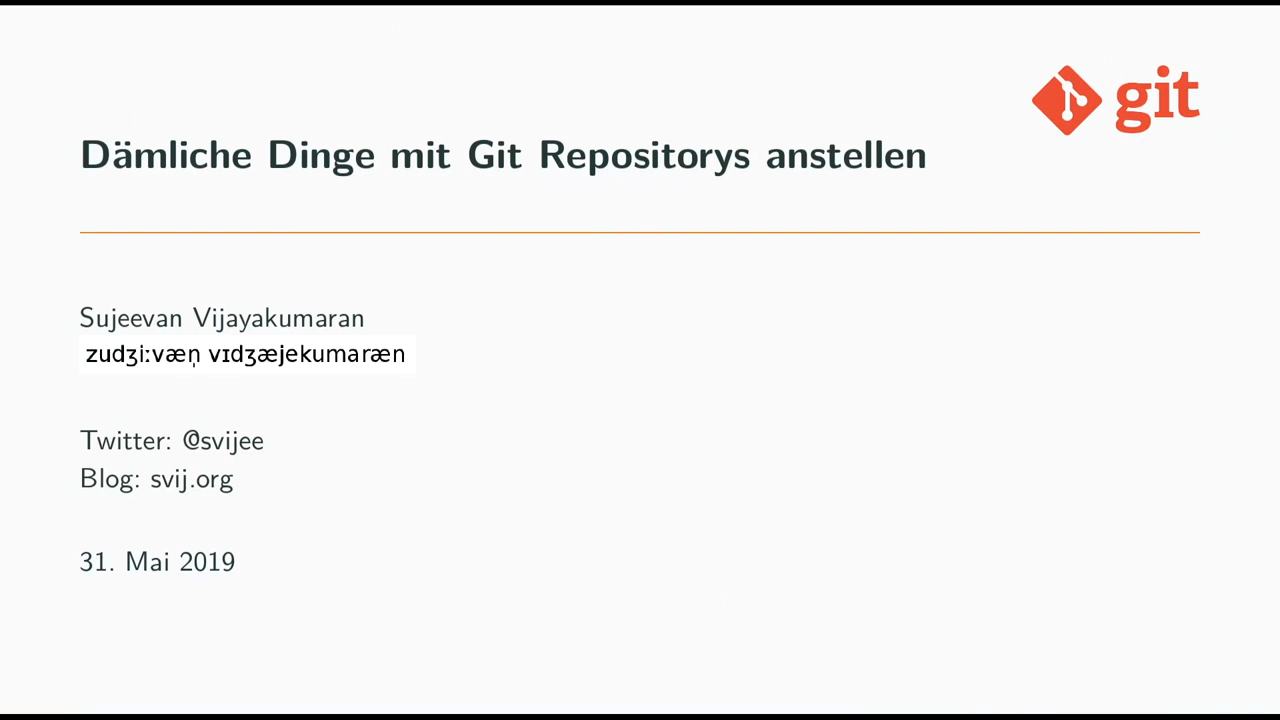 git
Dämliche Dinge mit Git Repositorys anstellen
Sujeevan Vijayakumaran
zudʒiːvæn̩ vɪdʒæjekumaræn
Twitter: @svijee
Blog: svij.org
31. Mai 2019